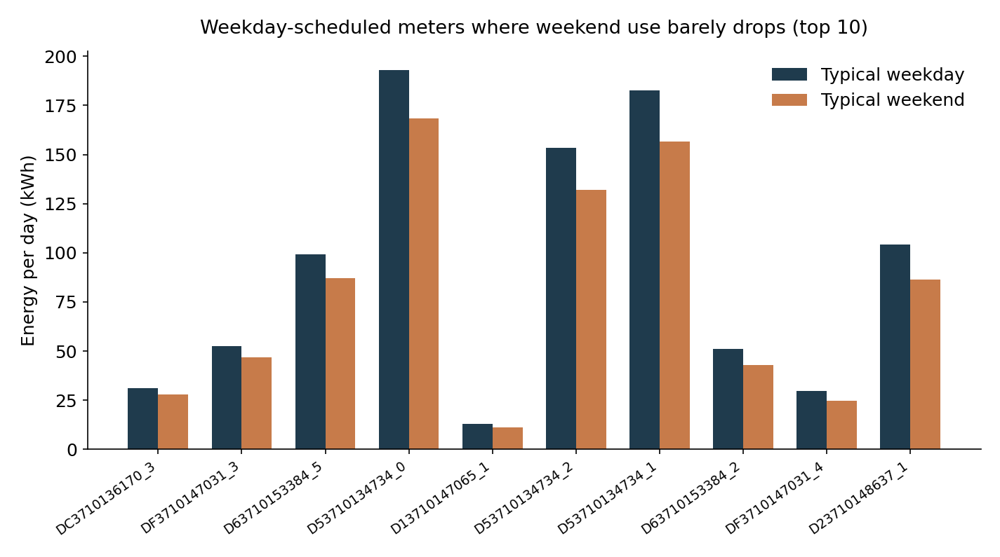 Weekday-scheduled meters where weekend use barely drops (top 10)
Typical weekday
Typical weekend
Energy per day (kWh)
200
175
150
125
100
75
50
25
0
DC3710136170_3
DF3710147031_3
D63710153384_5
D53710134734_0
D13710147065_1
D53710134734_2
D53710134734_1
D63710153384_2
DF3710147031_4
D23710148637_1